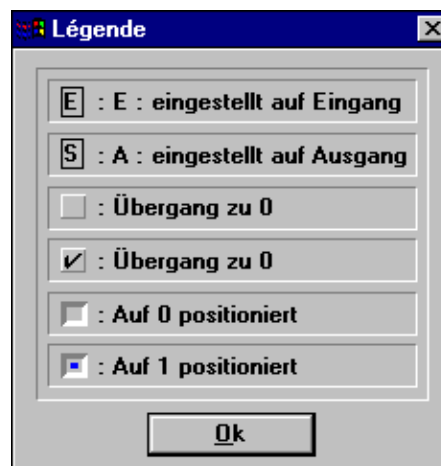 Légende
E : E : eingestellt auf Eingang
S : A : eingestellt auf Ausgang
: Übergang zu 0
: Übergang zu 0
: Auf 0 positioniert
: Auf 1 positioniert
Ok